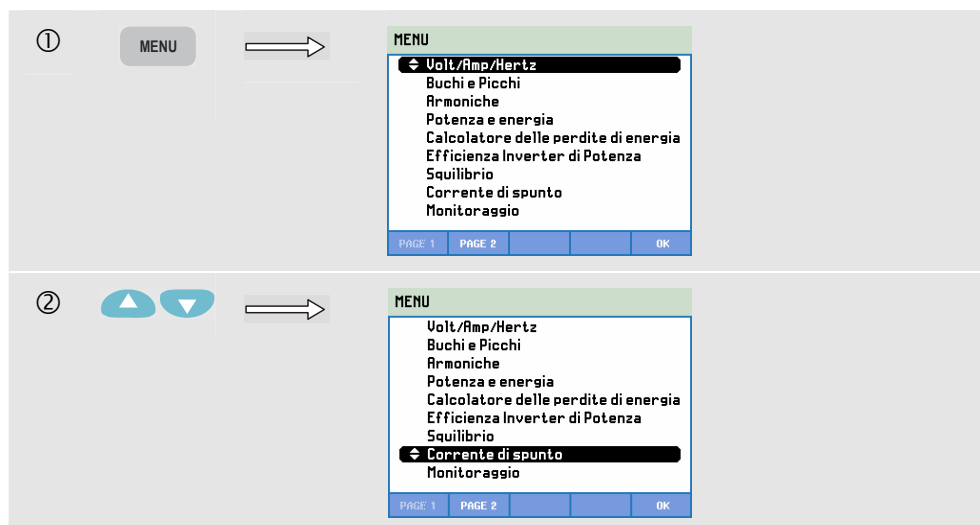 ①
MENU
MENU
Volt/Amp/Hertz
Buchi e Picchi
Armoniche
Potenza e energia
Calcolatore delle perdite di energia
Efficienza Inverter di Potenza
Squilibrio
Corrente di spunto
Monitoraggio
PAGE 1 PAGE 2 OK
②
MENU
Volt/Amp/Hertz
Buchi e Picchi
Armoniche
Potenza e energia
Calcolatore delle perdite di energia
Efficienza Inverter di Potenza
Squilibrio
Corrente di spunto
Monitoraggio
PAGE 1 PAGE 2 OK